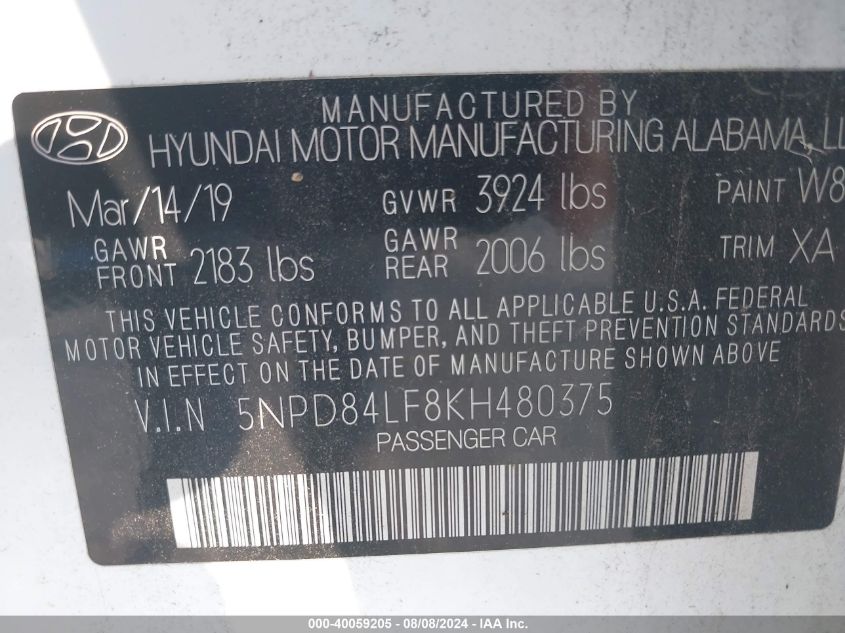 MANUFACTURED BY
HYUNDAI MOTOR MANUFACTURING ALABAMA, LL
Mar/14/19 GVWR 3924 lbs PAINT W8
GAWR FRONT 2183 lbs GAWR REAR 2006 lbs TRIM XA
THIS VEHICLE CONFORMS TO ALL APPLICABLE U.S.A. FEDERAL
MOTOR VEHICLE SAFETY, BUMPER, AND THEFT PREVENTION STANDARDS
IN EFFECT ON THE DATE OF MANUFACTURE SHOWN ABOVE
V.I.N 5NPD84LF8KH480375
PASSENGER CAR
000-40059205 - 08/08/2024 - IAAI.com